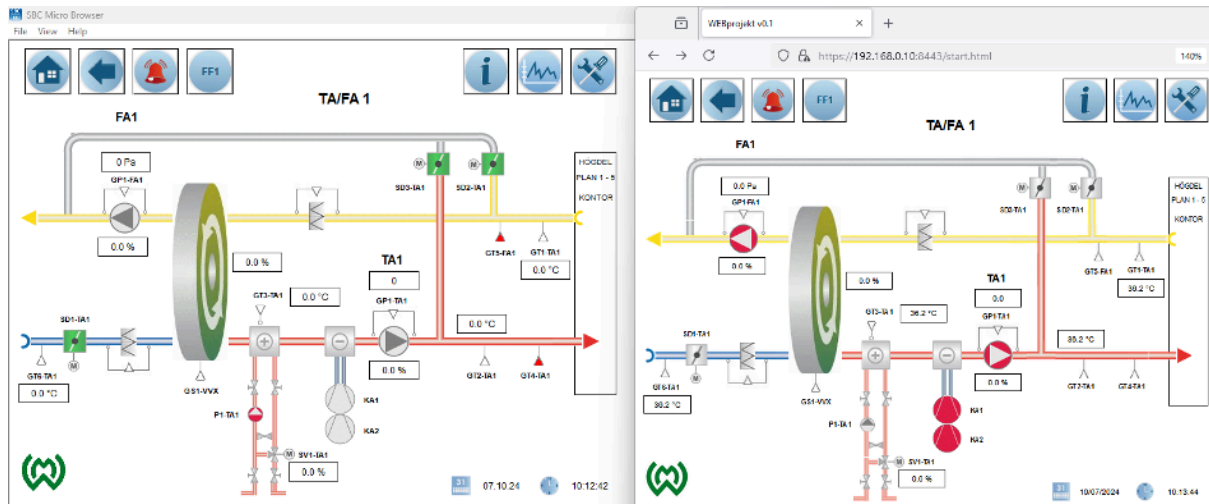 SBC Micro Browser
File View Help
FF1
TA/FA 1
FA1
0 Pa
GP1-FA1
0.0 %
SD3-TA1
SD2-TA1
M
M
HÖGDEL
PLAN 1 - 5
KONTOR
0.0 %
GT5-FA1
GT1-TA1
0.0 °C
TA1
0
GP1-TA1
GT3-TA1
0.0 °C
0.0 °C
SD1-TA1
M
GT6-TA1
0.0 °C
GS1-VVX
0.0 %
GT2-TA1
GT4-TA1
P1-TA1
KA1
KA2
M
SV1-TA1
0.0 %
31
07.10.24
10:12:42
WEBprojekt v0.1
https://192.168.0.10:8443/start.html
140%
FF1
TA/FA 1
FA1
0.0 Pa
GP1-FA1
0.0 %
M
M
SD3-TA1
SD2-TA1
HÖGDEL
PLAN 1 - 5
KONTOR
0.0 %
GT5-FA1
GT1-TA1
36.2 °C
TA1
0.0
GP1-TA1
GT3-TA1
36.2 °C
36.2 °C
SD1-TA1
M
GT6-TA1
36.2 °C
GS1-VVX
0.0 %
GT2-TA1
GT4-TA1
P1-TA1
KA1
KA2
M
SV1-TA1
0.0 %
31
10/07/2024
10:13:44